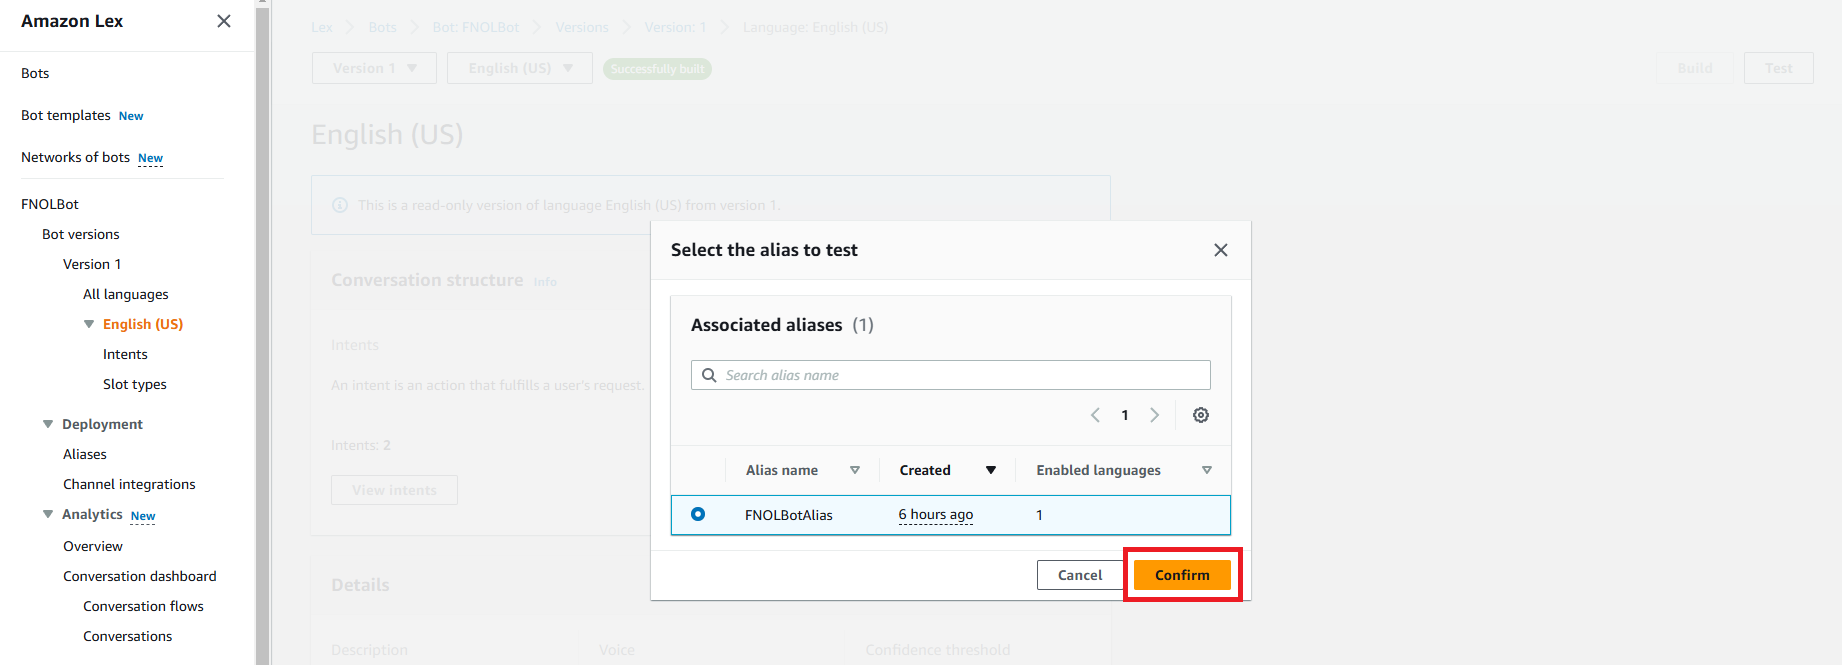 Amazon Lex
Bots
Bot templates New
Networks of bots New
FNOLBot
Bot versions
Version 1
All languages
English (US)
Intents
Slot types
Deployment
Aliases
Channel integrations
Analytics New
Overview
Conversation dashboard
Conversation flows
Conversations
Lex Bots Bot: FNOLBot Versions Version: 1 Language: English (US)
Version 1 English (US) Successfully built Build Test
English (US)
This is a read-only version of language English (US) from version 1.
Conversation structure Info
Intents
An intent is an action that fulfills a user's request.
Intents: 2
View intents
Details
Description Voice Confidence threshold
Select the alias to test
Associated aliases (1)
Search alias name
1
Alias name Created Enabled languages
FNOLBotAlias 6 hours ago 1
Cancel Confirm